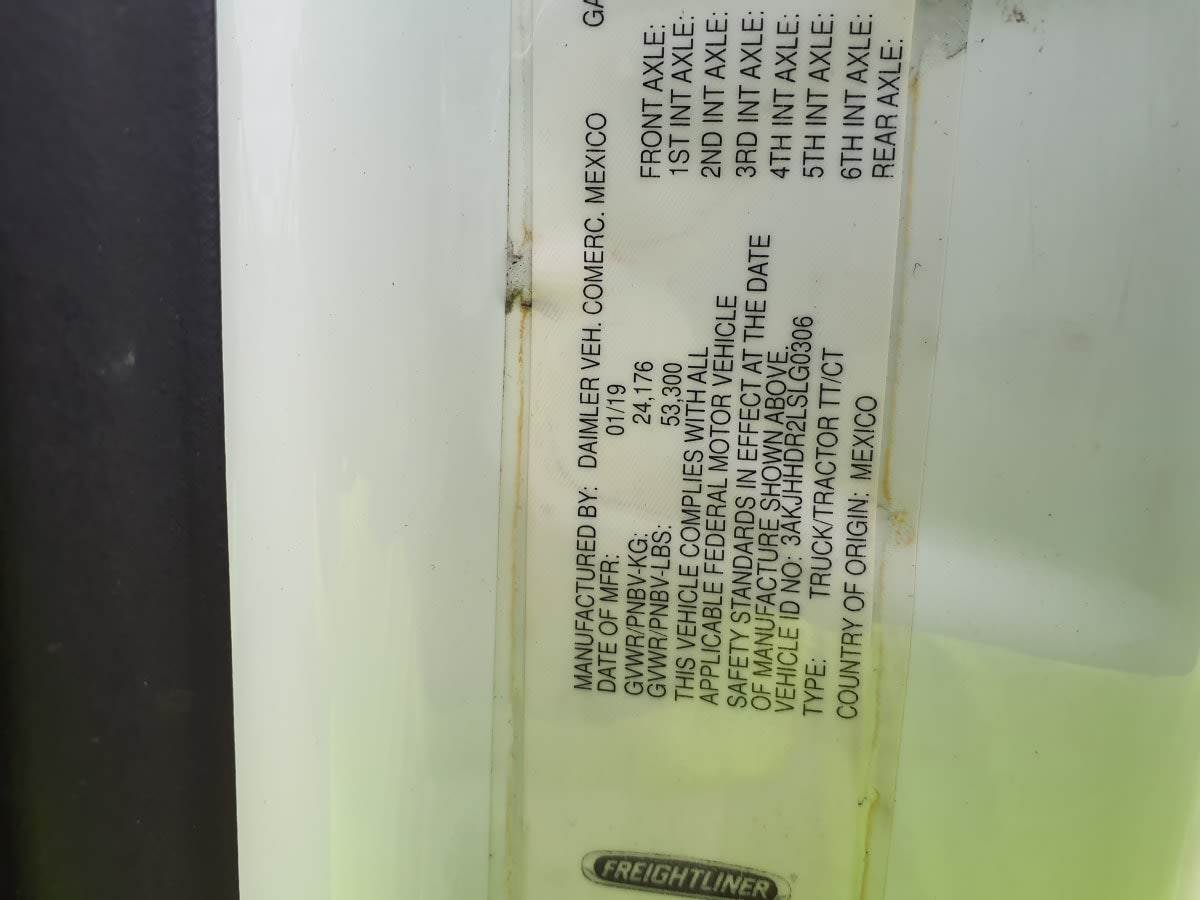 FREIGHTLINER
MANUFACTURED BY: DAIMLER VEH. COMERC. MEXICO
DATE OF MFR: 01/19
GVWR/PNBV-KG: 24,176
GVWR/PNBV-LBS: 53,300
THIS VEHICLE COMPLIES WITH ALL
APPLICABLE FEDERAL MOTOR VEHICLE
SAFETY STANDARDS IN EFFECT AT THE DATE
OF MANUFACTURE SHOWN ABOVE.
VEHICLE ID NO: 3AKJHHDR2LSLG0306
TYPE: TRUCK/TRACTOR TT/CT
COUNTRY OF ORIGIN: MEXICO
GA
FRONT AXLE:
1ST INT AXLE:
2ND INT AXLE:
3RD INT AXLE:
4TH INT AXLE:
5TH INT AXLE:
6TH INT AXLE:
REAR AXLE: